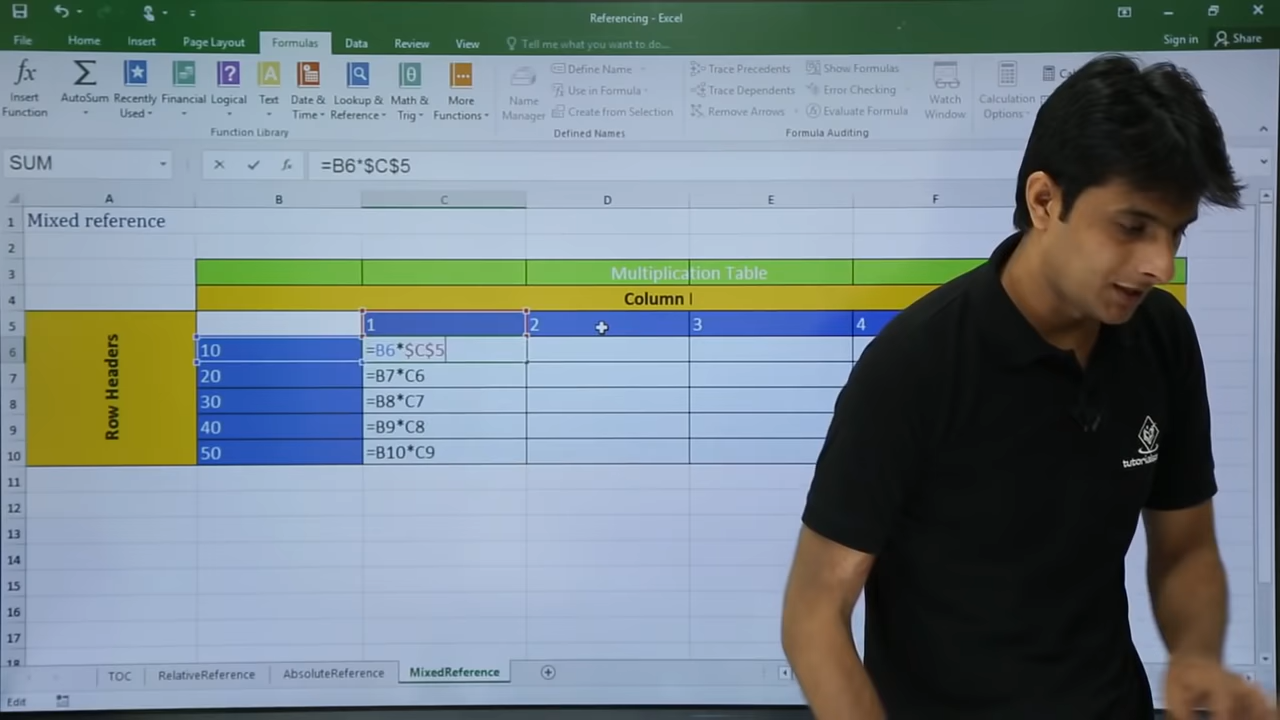 Referencing - Excel
File Home Insert Page Layout Formulas Data Review View Tell me what you want to do... Sign in Share
Insert Function
AutoSum
Recently Used
Financial
Logical
Text
Date & Time
Lookup & Reference
Math & Trig
More Functions
Function Library
Name Manager
Define Name
Use in Formula
Create from Selection
Defined Names
Trace Precedents
Trace Dependents
Remove Arrows
Show Formulas
Error Checking
Evaluate Formula
Formula Auditing
Watch Window
Calculation Options
SUM fx =B6*$C$5
A B C D E F
1 Mixed reference
2
3 Multiplication Table
4 Column
5 1 2 3 4
Row Headers
6 10 =B6*$C$5
7 20 =B7*C6
8 30 =B8*C7
9 40 =B9*C8
10 50 =B10*C9
11
12
13
14
15
16
17
18
TOC RelativeReference AbsoluteReference MixedReference
Edit